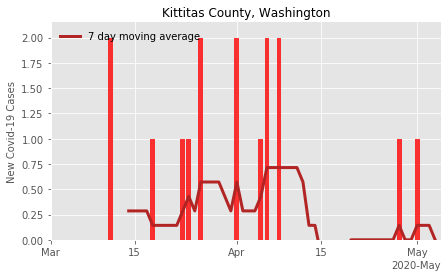 Kittitas County, Washington
7 day moving average
New Covid-19 Cases
2.00
1.75
1.50
1.25
1.00
0.75
0.50
0.25
0.00
Mar
15
Apr
15
May
2020-May